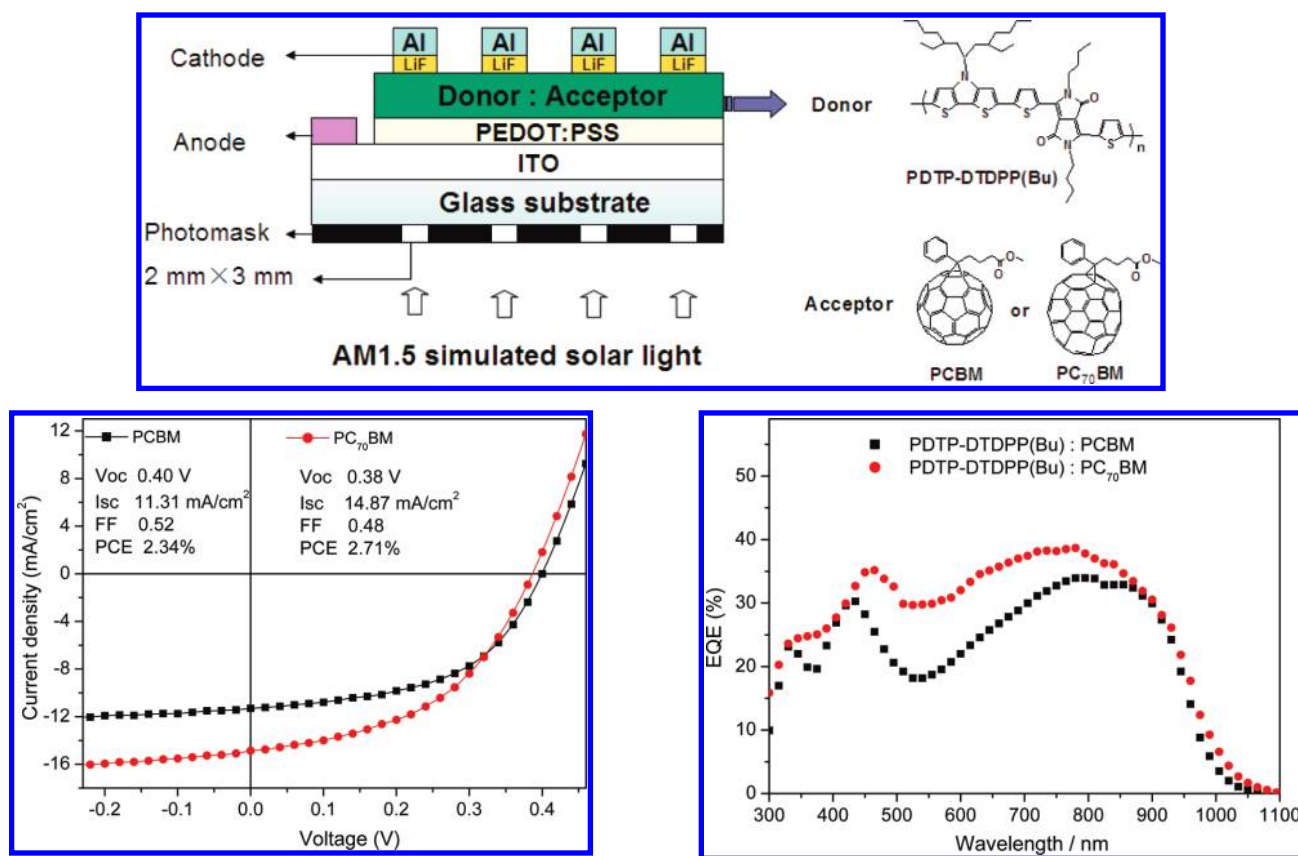 Al Al Al Al
LiF LiF LiF LiF
Cathode
Donor : Acceptor
Anode
PEDOT:PSS
ITO
Glass substrate
Photomask
2 mm×3 mm
AM1.5 simulated solar light
Donor
N
S S S S
N O
O N
n
PDTP-DTDPP(Bu)
Acceptor
O
O
or
O
O
PCBM
PC₇₀BM
Current density (mA/cm²)
12
8
4
0
-4
-8
-12
-16
PCBM
Voc 0.40 V
Isc 11.31 mA/cm²
FF 0.52
PCE 2.34%
PC₇₀BM
Voc 0.38 V
Isc 14.87 mA/cm²
FF 0.48
PCE 2.71%
-0.2 -0.1 0.0 0.1 0.2 0.3 0.4
Voltage (V)
EQE (%)
50
40
30
20
10
0
PDTP-DTDPP(Bu) : PCBM
PDTP-DTDPP(Bu) : PC₇₀BM
300 400 500 600 700 800 900 1000 1100
Wavelength / nm